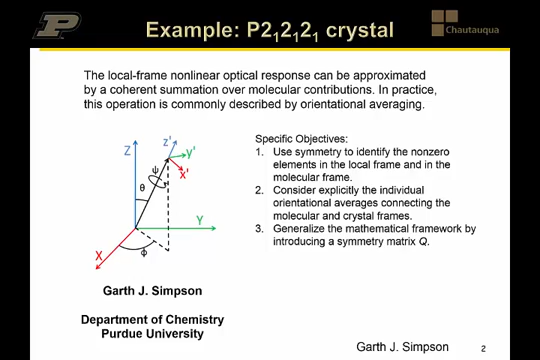 P
Example: P2₁2₁2₁ crystal
Chautauqua
The local-frame nonlinear optical response can be approximated
by a coherent summation over molecular contributions. In practice,
this operation is commonly described by orientational averaging.
Z
z'
y'
x'
ψ
θ
Y
X
ϕ
Specific Objectives:
1. Use symmetry to identify the nonzero
elements in the local frame and in the
molecular frame.
2. Consider explicitly the individual
orientational averages connecting the
molecular and crystal frames.
3. Generalize the mathematical framework by
introducing a symmetry matrix Q.
Garth J. Simpson
Department of Chemistry
Purdue University
Garth J. Simpson
2